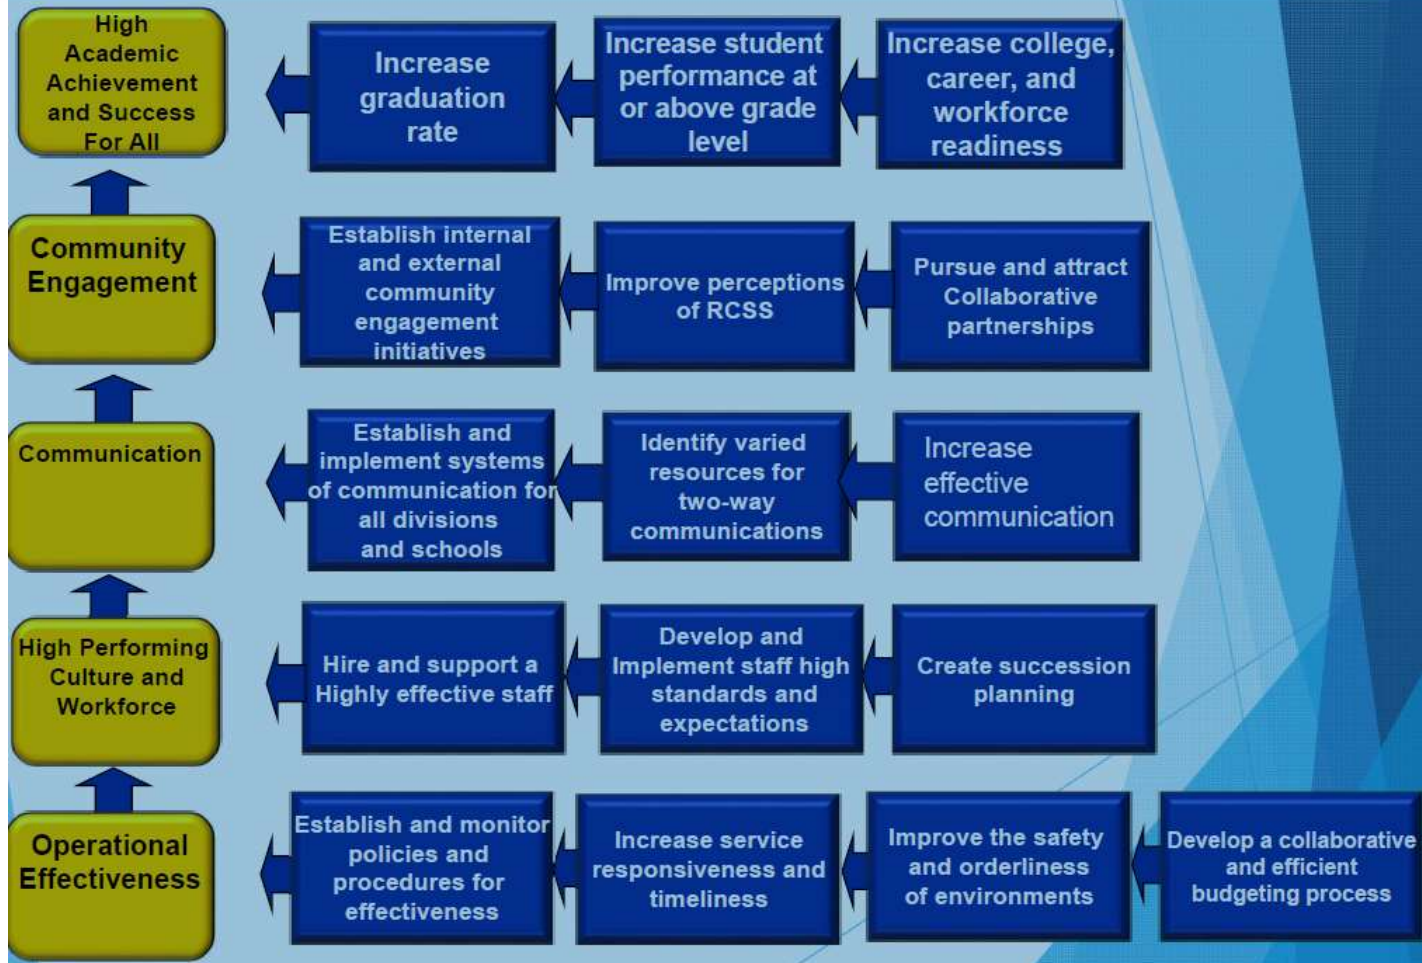 High
Academic
Achievement
and Success
For All
Increase
graduation
rate
Increase student
performance at
or above grade
level
Increase college,
career, and
workforce
readiness
Community
Engagement
Establish internal
and external
community
engagement
initiatives
Improve perceptions
of RCSS
Pursue and attract
Collaborative
partnerships
Communication
Establish and
implement systems
of communication for
all divisions
and schools
Identify varied
resources for
two-way
communications
Increase
effective
communication
High Performing
Culture and
Workforce
Hire and support a
Highly effective staff
Develop and
Implement staff high
standards and
expectations
Create succession
planning
Operational
Effectiveness
Establish and monitor
policies and
procedures for
effectiveness
Increase service
responsiveness and
timeliness
Improve the safety
and orderliness
of environments
Develop a collaborative
and efficient
budgeting process